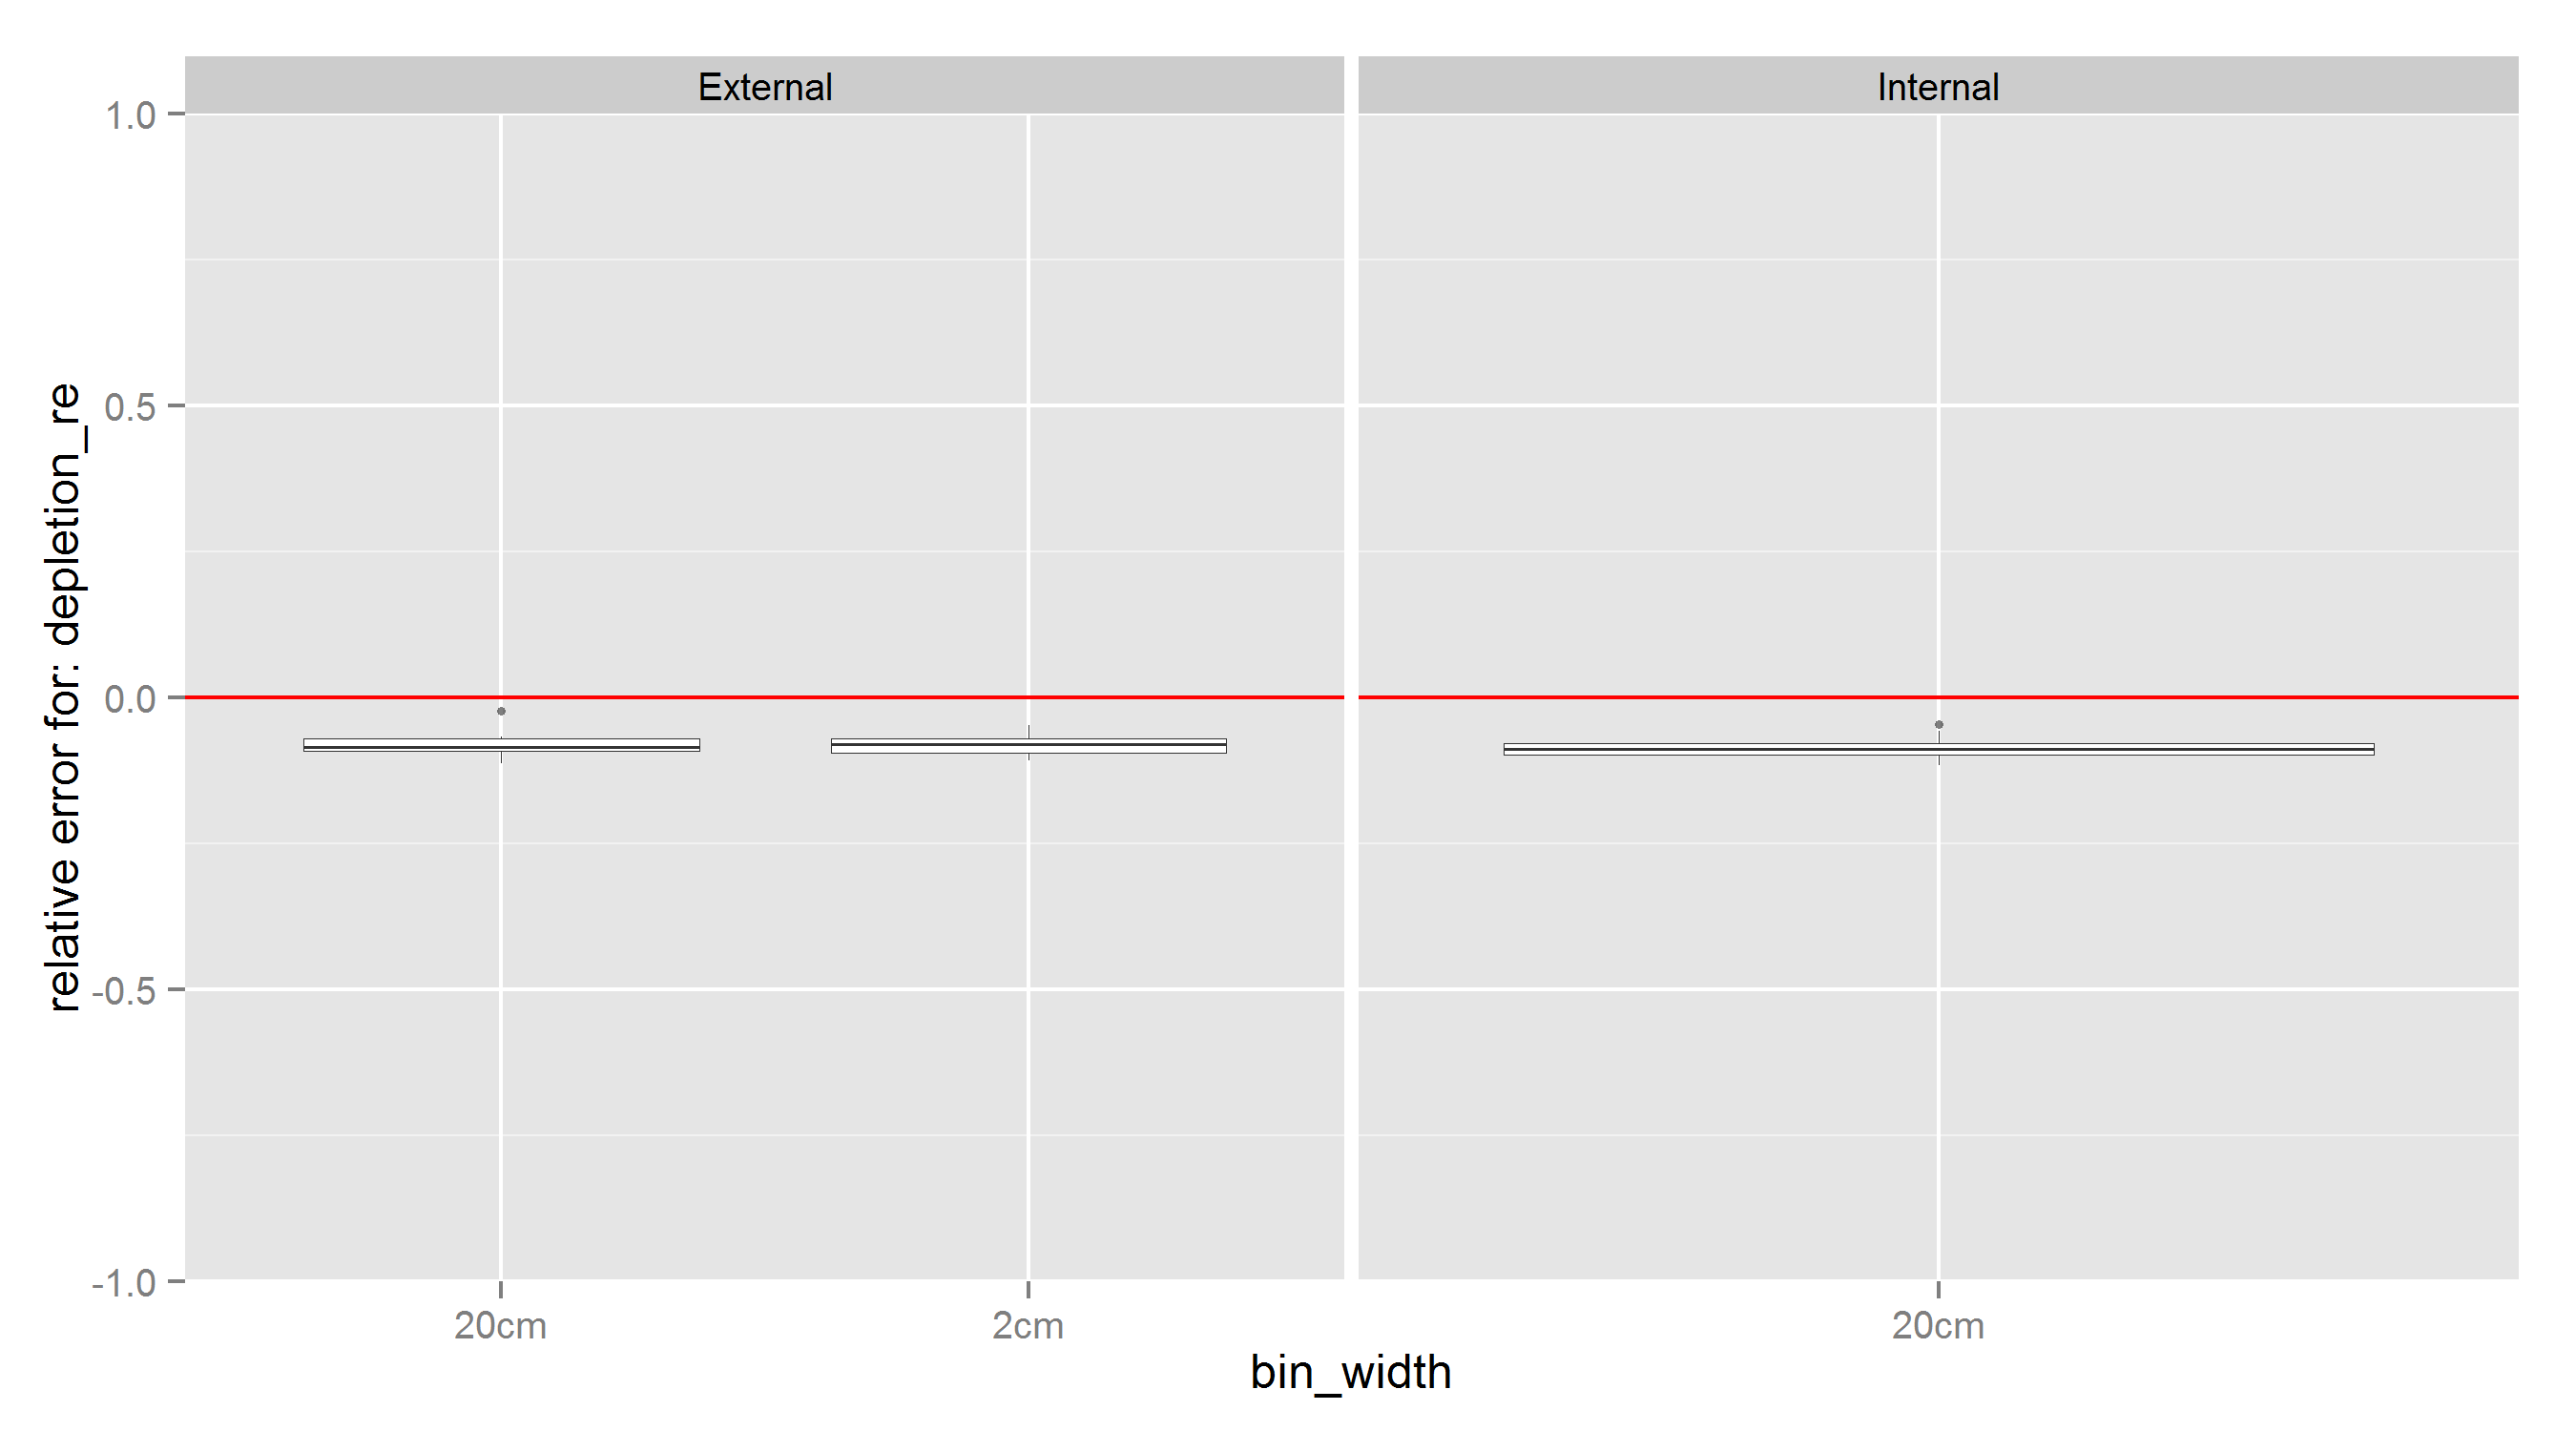 External
Internal
relative error for: depletion_re
1.0
0.5
0.0
-0.5
-1.0
20cm
2cm
20cm
bin_width